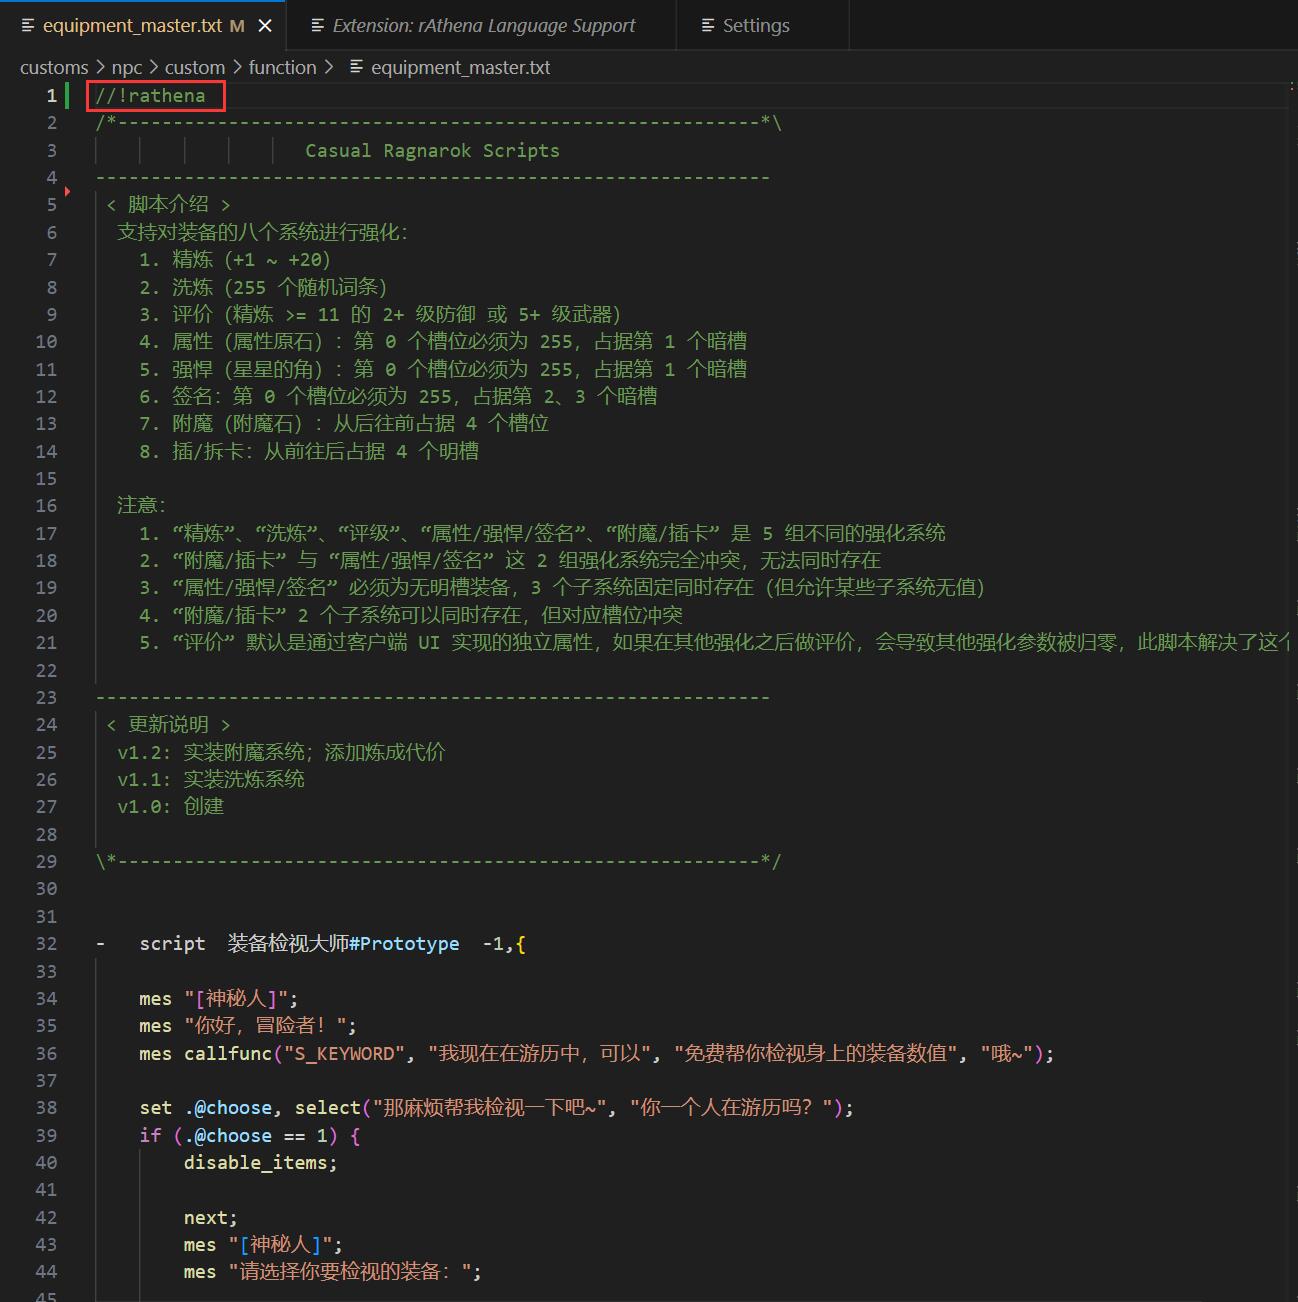 equipment_master.txt M
Extension: rAthena Language Support
Settings
customs > npc > custom > function > equipment_master.txt
1 //!rathena
2 /*----------------------------------------------------------*\
3 Casual Ragnarok Scripts
4 -------------------------------------------------------------
5 < 脚本介绍 >
6 支持对装备的八个系统进行强化：
7 1. 精炼（+1 ~ +20）
8 2. 洗炼（255 个随机词条）
9 3. 评价（精炼 >= 11 的 2+ 级防御 或 5+ 级武器）
10 4. 属性（属性原石）：第 0 个槽位必须为 255，占据第 1 个暗槽
11 5. 强悍（星星的角）：第 0 个槽位必须为 255，占据第 1 个暗槽
12 6. 签名：第 0 个槽位必须为 255，占据第 2、3 个暗槽
13 7. 附魔（附魔石）：从后往前占据 4 个槽位
14 8. 插/拆卡：从前往后占据 4 个明槽
15
16 注意：
17 1. “精炼”、“洗炼”、“评级”、“属性/强悍/签名”、“附魔/插卡” 是 5 组不同的强化系统
18 2. “附魔/插卡” 与 “属性/强悍/签名” 这 2 组强化系统完全冲突，无法同时存在
19 3. “属性/强悍/签名” 必须为无明槽装备，3 个子系统固定同时存在（但允许某些子系统无值）
20 4. “附魔/插卡” 2 个子系统可以同时存在，但对应槽位冲突
21 5. “评价” 默认是通过客户端 UI 实现的独立属性，如果在其他强化之后做评价，会导致其他强化参数被归零，此脚本解决了这
22
23 -------------------------------------------------------------
24 < 更新说明 >
25 v1.2: 实装附魔系统；添加炼成代价
26 v1.1: 实装洗炼系统
27 v1.0: 创建
28
29 \*----------------------------------------------------------*/
30
31
32 - script 装备检视大师#Prototype -1,{
33
34 mes "[神秘人]";
35 mes "你好，冒险者！";
36 mes callfunc("S_KEYWORD", "我现在在游历中，可以", "免费帮你检视身上的装备数值", "哦~");
37
38 set .@choose, select("那麻烦帮我检视一下吧~", "你一个人在游历吗？");
39 if (.@choose == 1) {
40 disable_items;
41
42 next;
43 mes "[神秘人]";
44 mes "请选择你要检视的装备：";
45